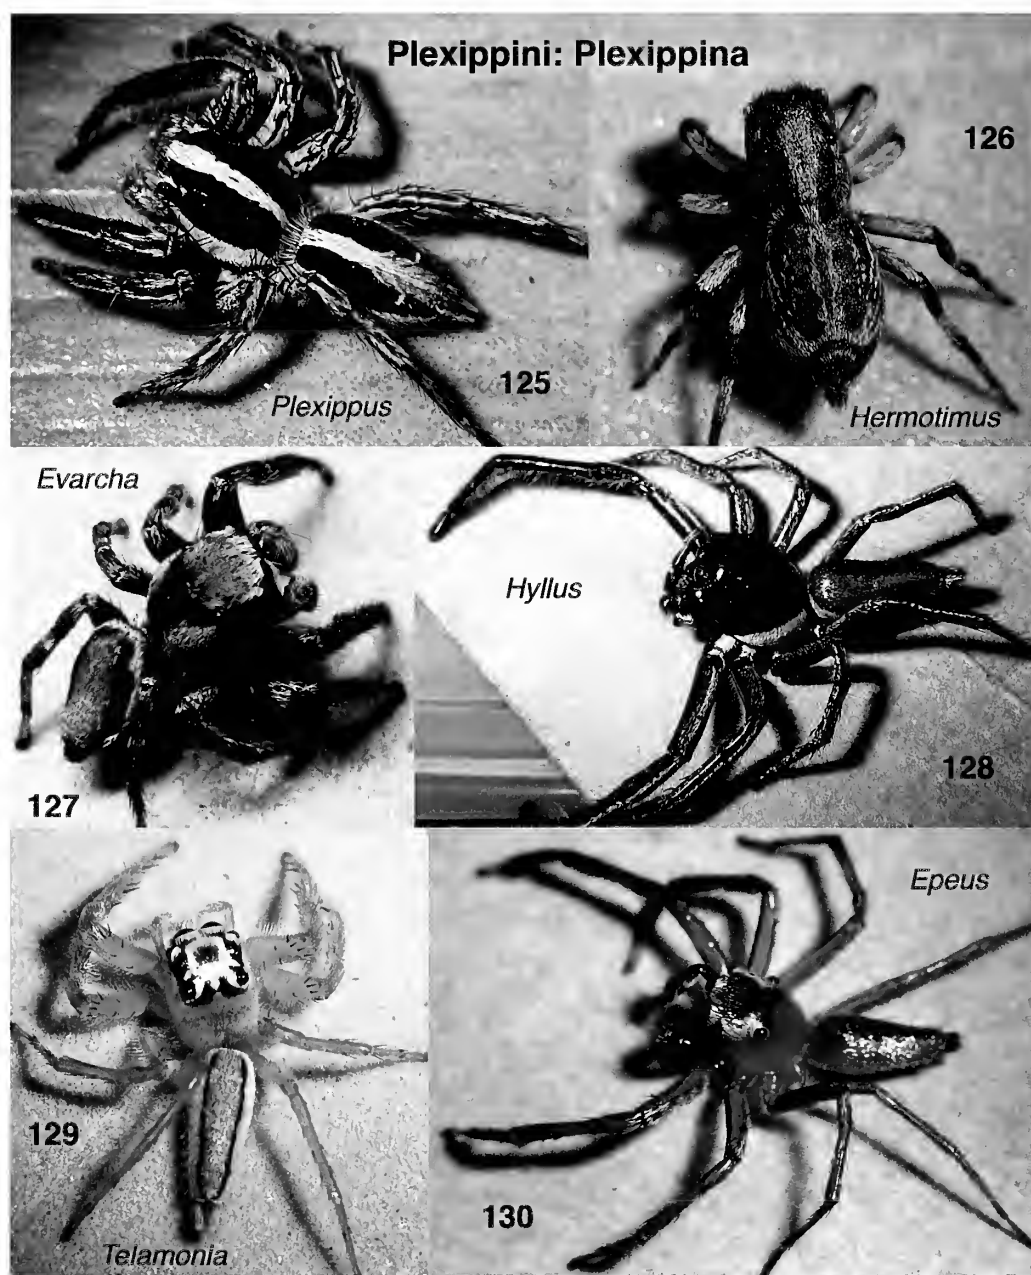 Plexippini: Plexippina
126
Plexippus
125
Hermotimus
Evarcha
Hyllus
127
128
Epeus
129
130
Telamonia